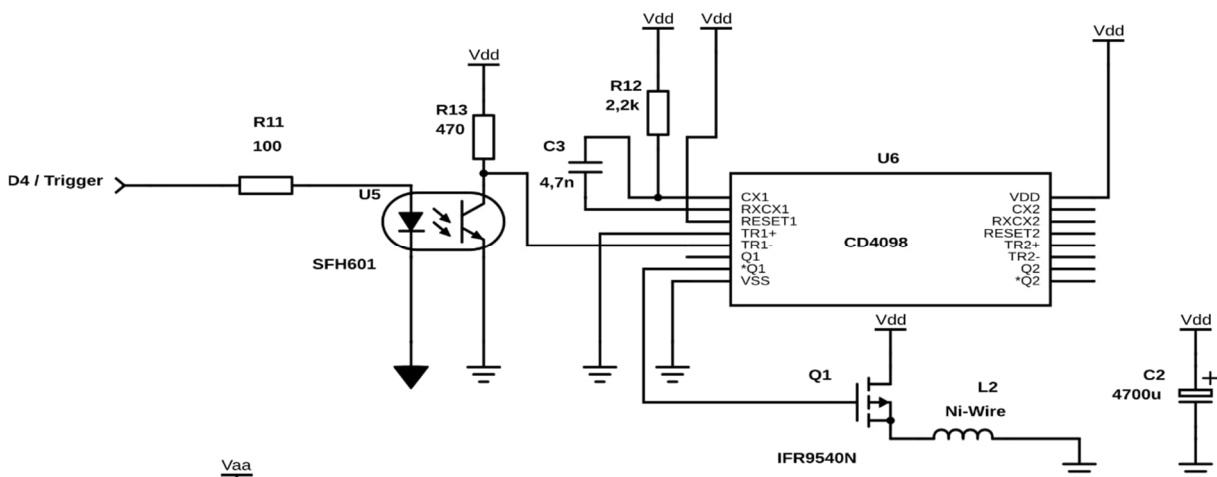 Vdd
Vdd
Vdd
Vdd
R12
2,2k
R13
470
R11
100
C3
4,7n
U6
D4 / Trigger
U5
CX1
RXCX1
RESET1
TR1+
TR1-
Q1
*Q1
VSS
CD4098
VDD
CX2
RXCX2
RESET2
TR2+
TR2-
Q2
*Q2
SFH601
Vdd
Vdd
Q1
L2
Ni-Wire
C2
4700u
+
IFR9540N
Vaa